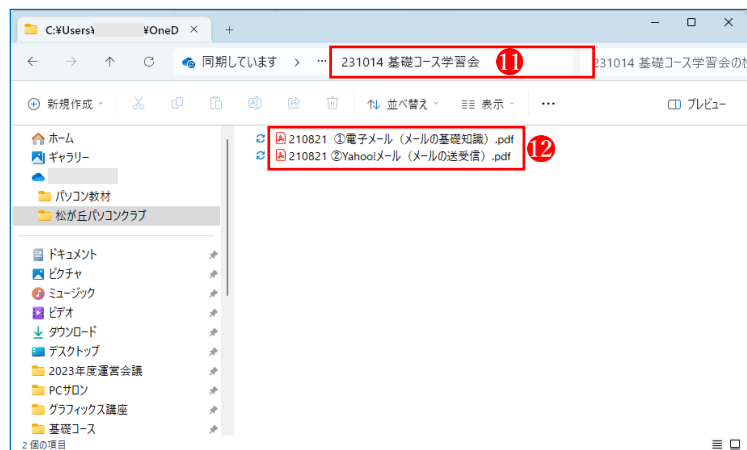 C:¥Users¥ ¥OneD
同期しています > … 231014 基礎コース学習会 11 231014 基礎コース学習会の
新規作成 並べ替え 表示 … プレビュー
ホーム
ギャラリー
パソコン教材
松が丘パソコンクラブ
ドキュメント
ピクチャ
ミュージック
ビデオ
ダウンロード
デスクトップ
2023年度運営会議
PCサロン
グラフィックス講座
基礎コース
210821 ①電子メール（メールの基礎知識）.pdf
210821 ②Yahoo!メール（メールの送受信）.pdf
12
2 個の項目